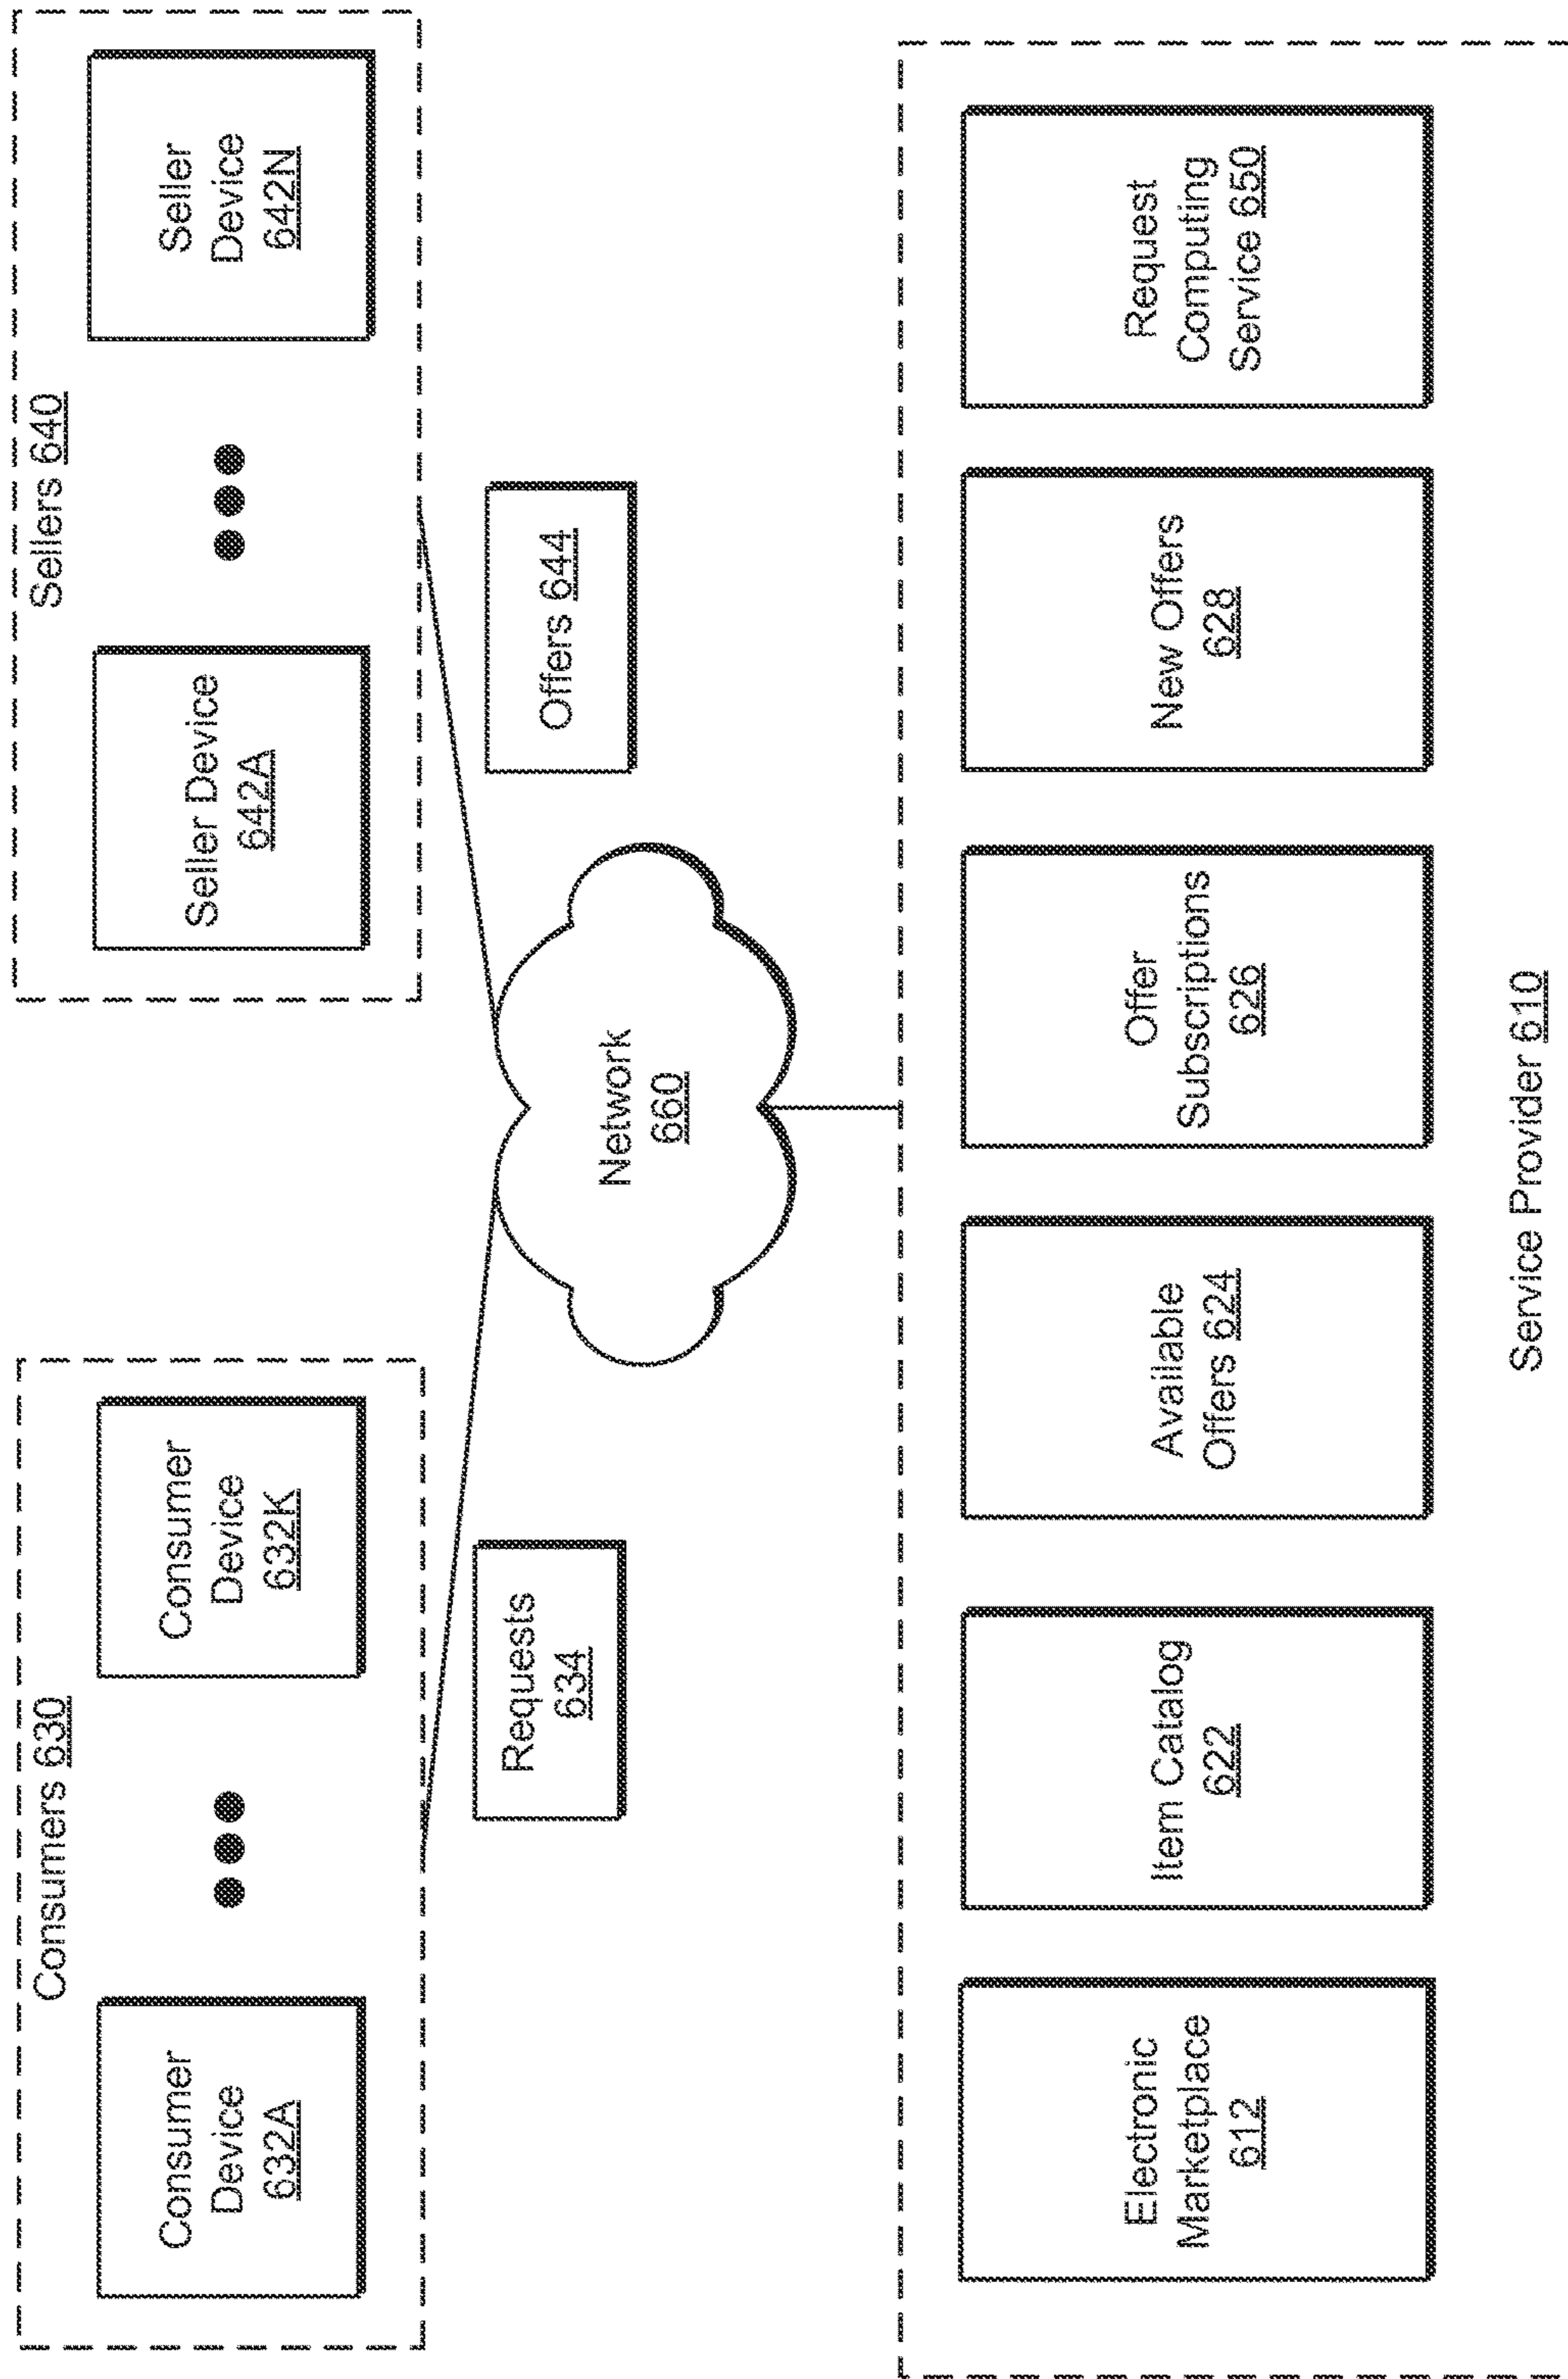 Consumers 630
Consumer
Device
632A
Consumer
Device
632K
Sellers 640
Seller Device
642A
Seller
Device
642N
Requests
634
Network
660
Offers 644
Electronic
Marketplace
612
Item Catalog
622
Available
Offers 624
Offer
Subscriptions
626
New Offers
628
Request
Computing
Service 650
Service Provider 610